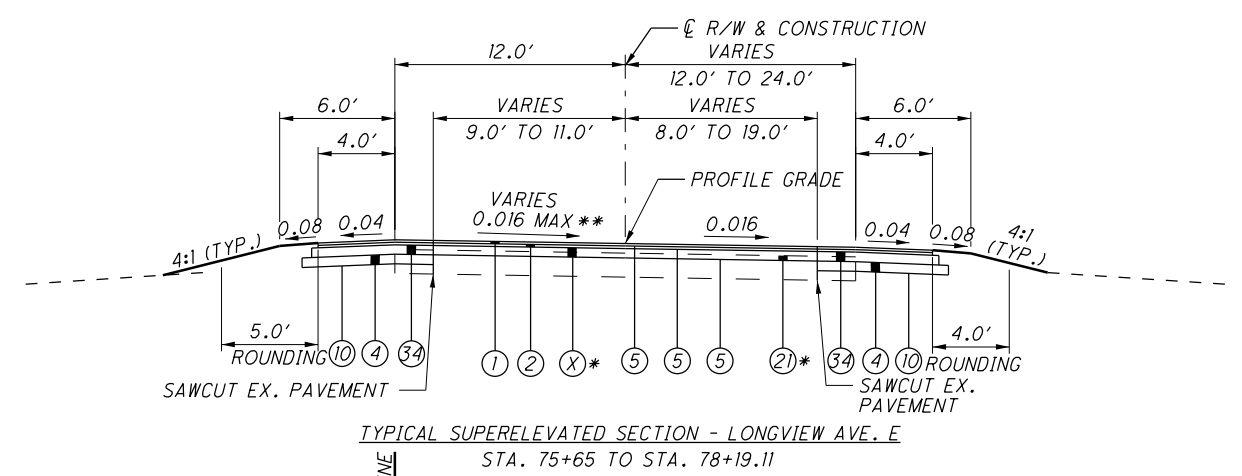 ℄ R/W & CONSTRUCTION
12.0'
VARIES
12.0' TO 24.0'
6.0'
VARIES
9.0' TO 11.0'
VARIES
8.0' TO 19.0'
6.0'
4.0'
4.0'
PROFILE GRADE
VARIES
0.016 MAX **
0.016
0.08
0.04
0.04
0.08
4:1 (TYP.)
4:1
(TYP.)
5.0'
ROUNDING
4.0'
ROUNDING
10 4 34 1 2 X* 5 5 5 21* 34 4 10
SAWCUT EX. PAVEMENT
SAWCUT EX.
PAVEMENT
TYPICAL SUPERELEVATED SECTION - LONGVIEW AVE. E
STA. 75+65 TO STA. 78+19.11
NE